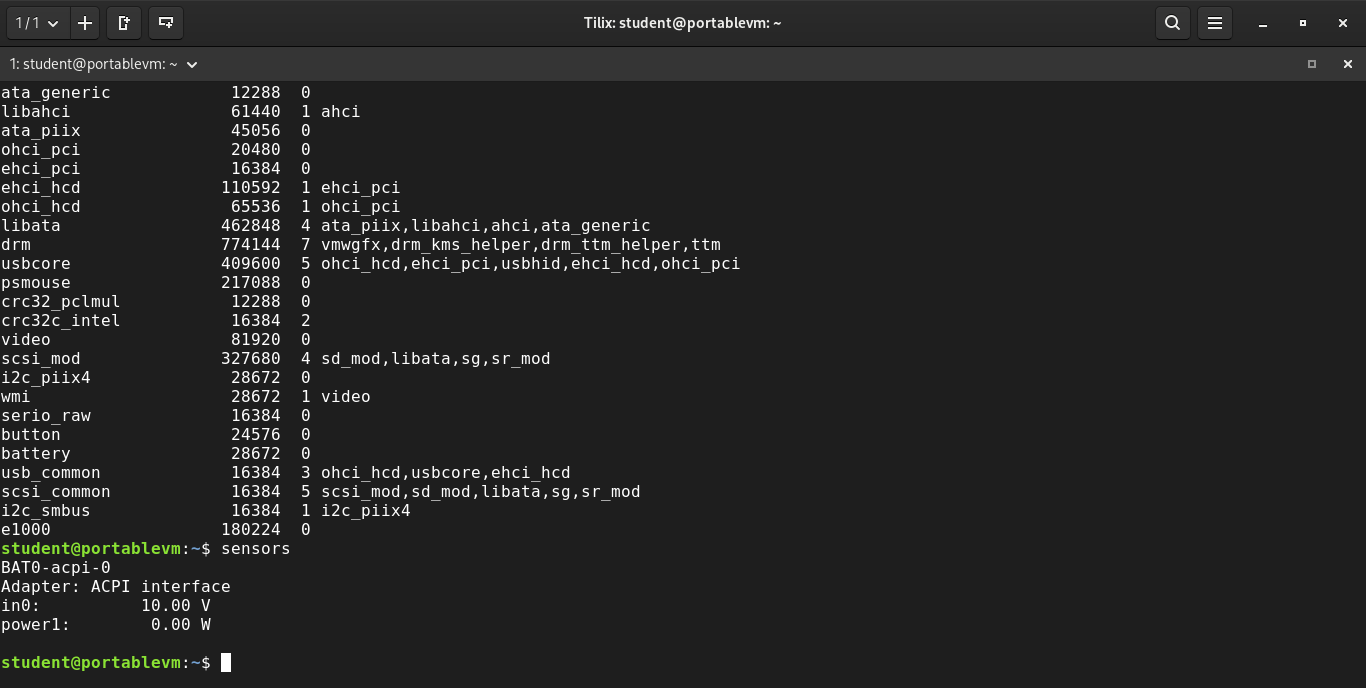 1 / 1
Tilix: student@portablevm: ~
1: student@portablevm: ~
ata_generic            12288  0
libahci                61440  1 ahci
ata_piix               45056  0
ohci_pci               20480  0
ehci_pci               16384  0
ehci_hcd              110592  1 ehci_pci
ohci_hcd               65536  1 ohci_pci
libata                462848  4 ata_piix,libahci,ahci,ata_generic
drm                   774144  7 vmwgfx,drm_kms_helper,drm_ttm_helper,ttm
usbcore               409600  5 ohci_hcd,ehci_pci,usbhid,ehci_hcd,ohci_pci
psmouse               217088  0
crc32_pclmul           12288  0
crc32c_intel           16384  2
video                  81920  0
scsi_mod              327680  4 sd_mod,libata,sg,sr_mod
i2c_piix4              28672  0
wmi                    28672  1 video
serio_raw              16384  0
button                 24576  0
battery                28672  0
usb_common             16384  3 ohci_hcd,usbcore,ehci_hcd
scsi_common            16384  5 scsi_mod,sd_mod,libata,sg,sr_mod
i2c_smbus              16384  1 i2c_piix4
e1000                 180224  0
student@portablevm:~$ sensors
BAT0-acpi-0
Adapter: ACPI interface
in0:          10.00 V
power1:        0.00 W
student@portablevm:~$